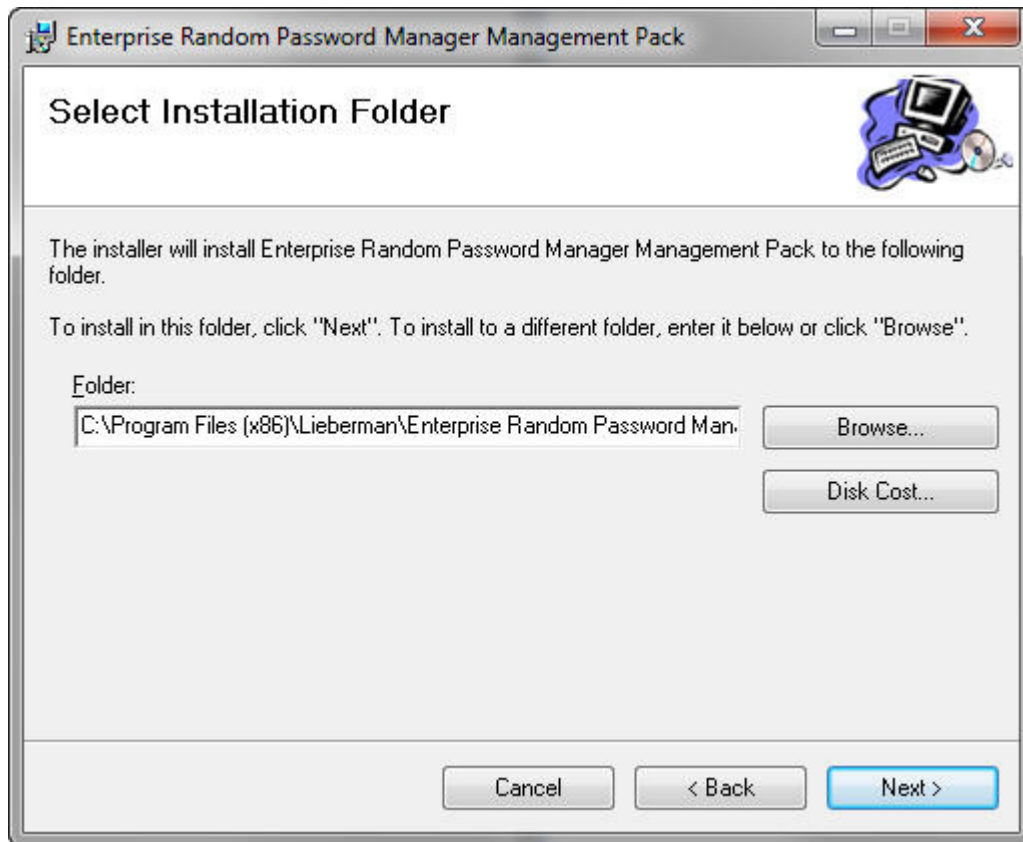 Enterprise Random Password Manager Management Pack
Select Installation Folder
The installer will install Enterprise Random Password Manager Management Pack to the following
folder.
To install in this folder, click "Next". To install to a different folder, enter it below or click "Browse".
Folder:
C:\Program Files (x86)\Lieberman\Enterprise Random Password Man
Browse...
Disk Cost...
Cancel
< Back
Next >